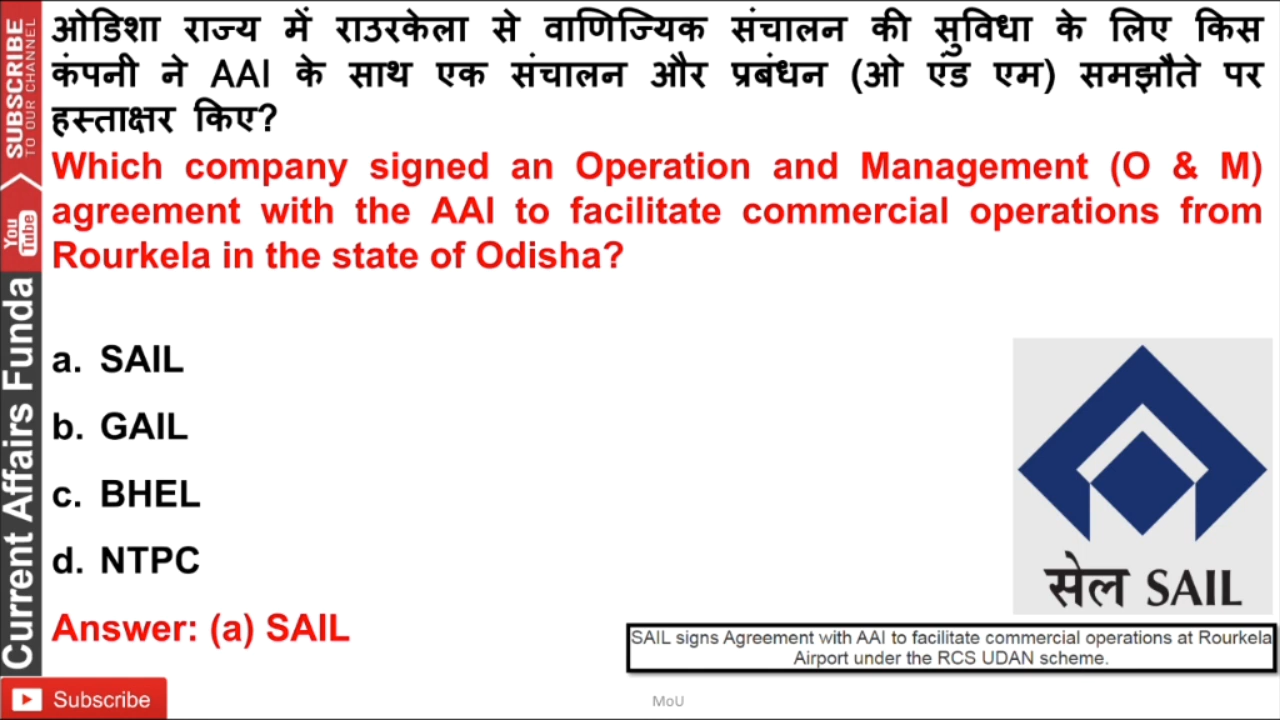 ओडिशा राज्य में राउरकेला से वाणिज्यिक संचालन की सुविधा के लिए किस
कंपनी ने AAI के साथ एक संचालन और प्रबंधन (ओ एंड एम) समझौते पर
हस्ताक्षर किए?
Which company signed an Operation and Management (O & M)
agreement with the AAI to facilitate commercial operations from
Rourkela in the state of Odisha?
a. SAIL
b. GAIL
c. BHEL
d. NTPC
Answer: (a) SAIL
सेल SAIL
SAIL signs Agreement with AAI to facilitate commercial operations at Rourkela
Airport under the RCS UDAN scheme.
MoU
SUBSCRIBE
TO OUR CHANNEL
You
Tube
Current Affairs Funda
Subscribe